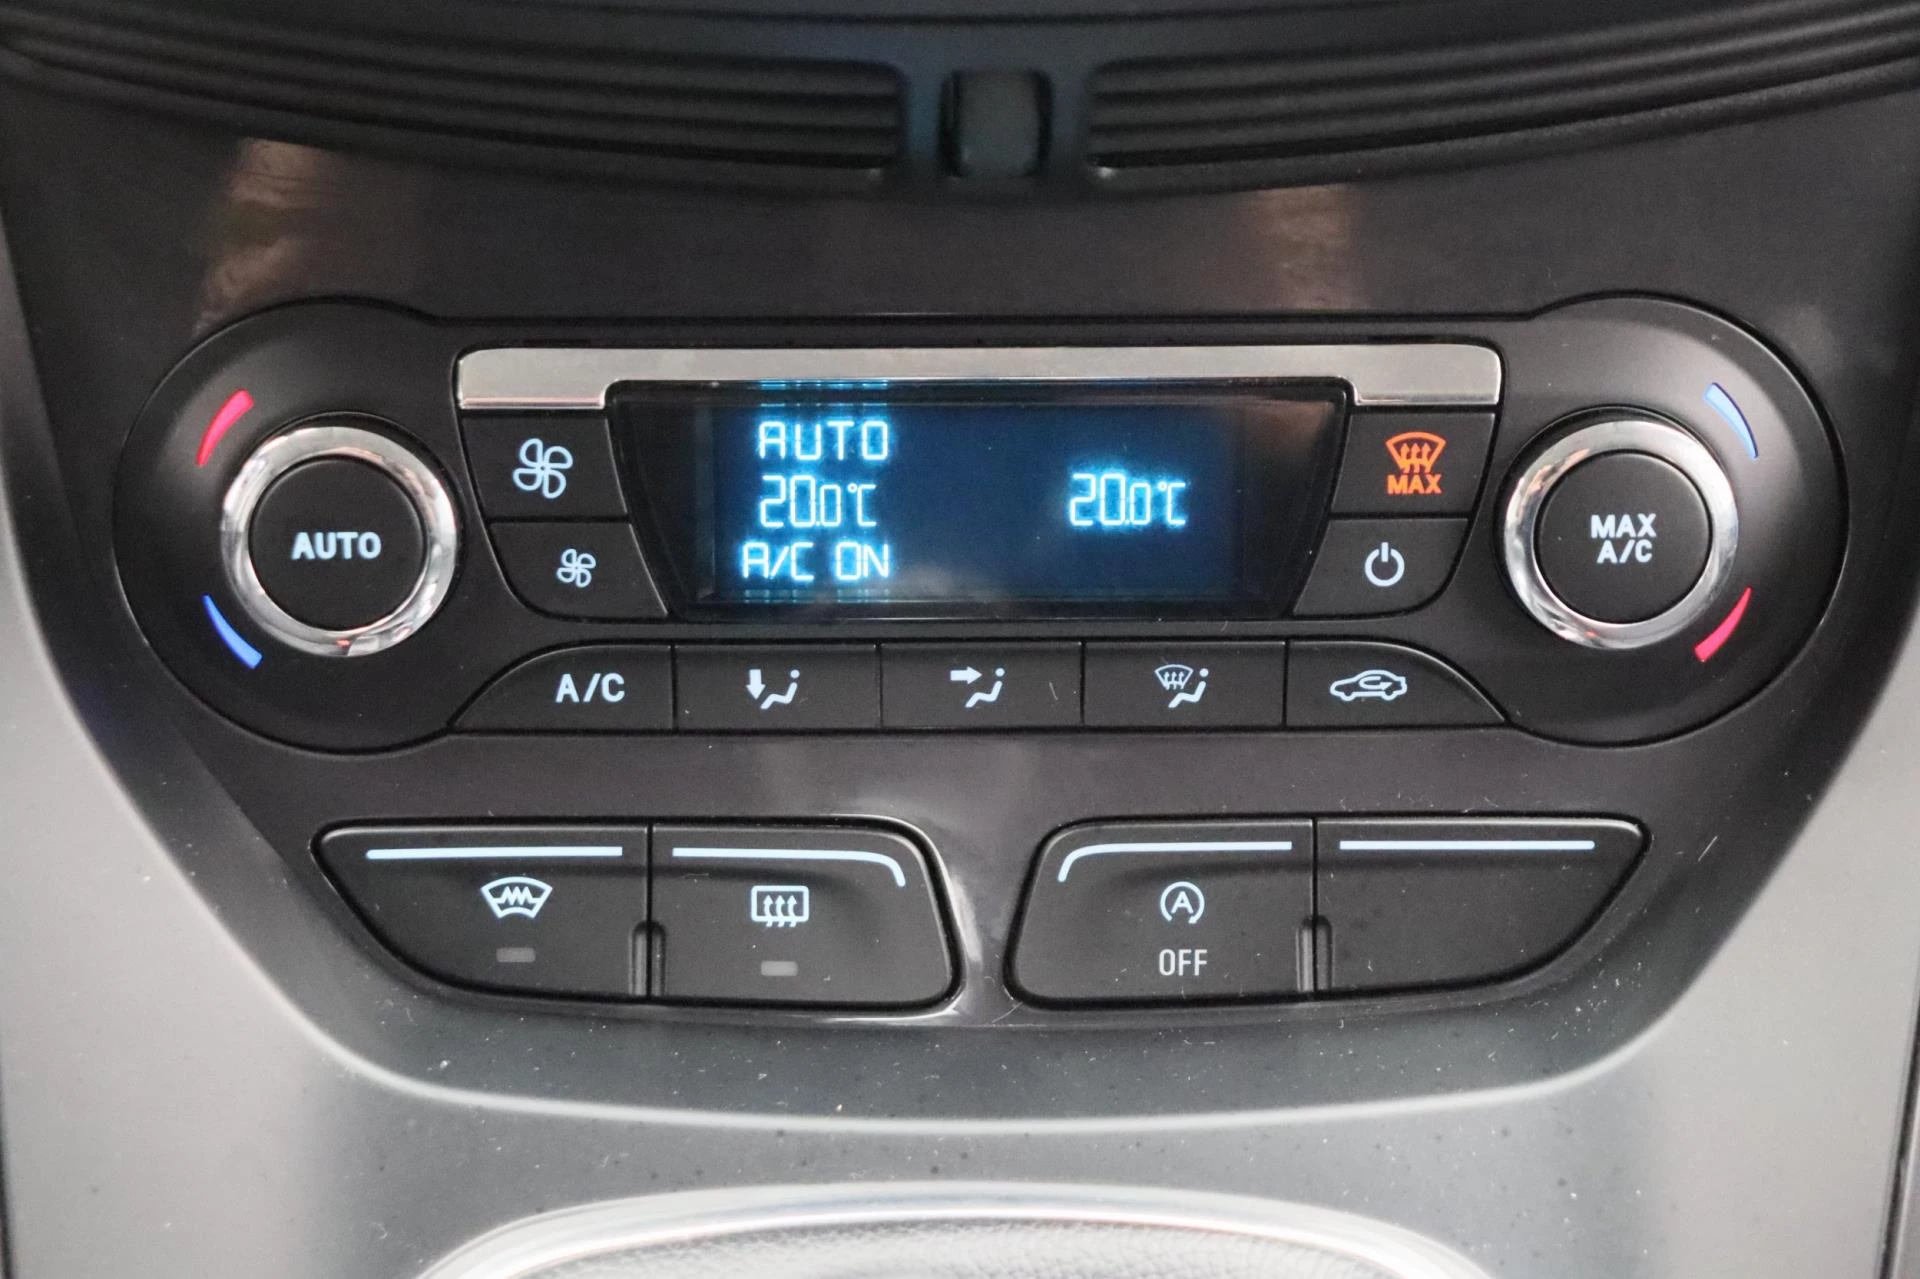 AUTO
20.0°C 20.0°C
A/C ON
MAX
AUTO
MAX
A/C
A/C
A
OFF